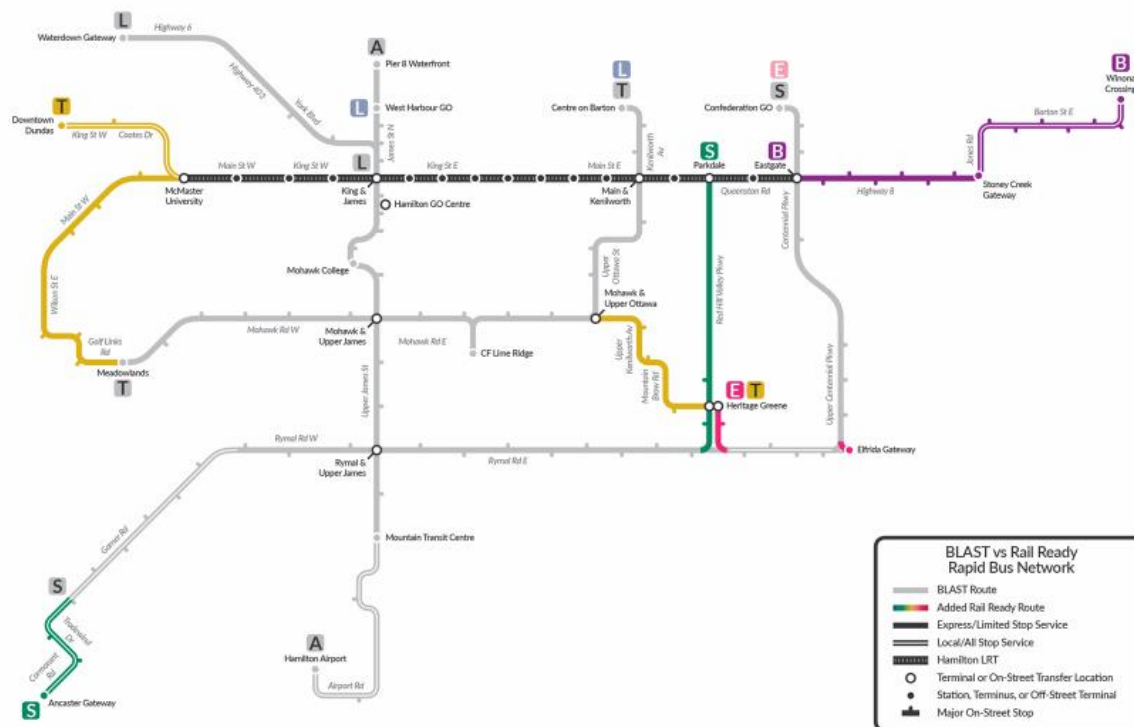 L
Highway 6
Waterdown Gateway
Highway 403
York Blvd
A
Pier 8 Waterfront
L
West Harbour GO
James St N
L
T
Centre on Barton
Kenilworth
Av
E
S
Confederation GO
B
Winona
Crossing
Barton St E
Jones Rd
T
Downtown
Dundas
King St W
Cootes Dr
Main St W
King St W
L
King St E
Main St E
S
Parkdale
B
Eastgate
McMaster
University
King &
James
Main &
Kenilworth
Queenston Rd
Highway 8
Stoney Creek
Gateway
Hamilton GO Centre
Main St W
Wilson St E
Mohawk College
Upper
Ottawa St
Centennial Pkwy
Red Hill Valley Pkwy
Mohawk &
Upper Ottawa
Golf Links
Rd
Meadowlands
T
Mohawk Rd W
Mohawk &
Upper James
Mohawk Rd E
CF Lime Ridge
Upper
Kenilworth Av
Mountain
Brow Rd
Upper James St
E
T
Heritage Greene
Upper Centennial Pkwy
Rymal Rd W
Rymal &
Upper James
Rymal Rd E
Elfrida Gateway
Garner Rd
Mountain Transit Centre
S
Tradewind
Dr
Cormorant
Rd
S
Ancaster Gateway
A
Hamilton Airport
Airport Rd
BLAST vs Rail Ready
Rapid Bus Network
BLAST Route
Added Rail Ready Route
Express/Limited Stop Service
Local/All Stop Service
Hamilton LRT
Terminal or On-Street Transfer Location
Station, Terminus, or Off-Street Terminal
Major On-Street Stop